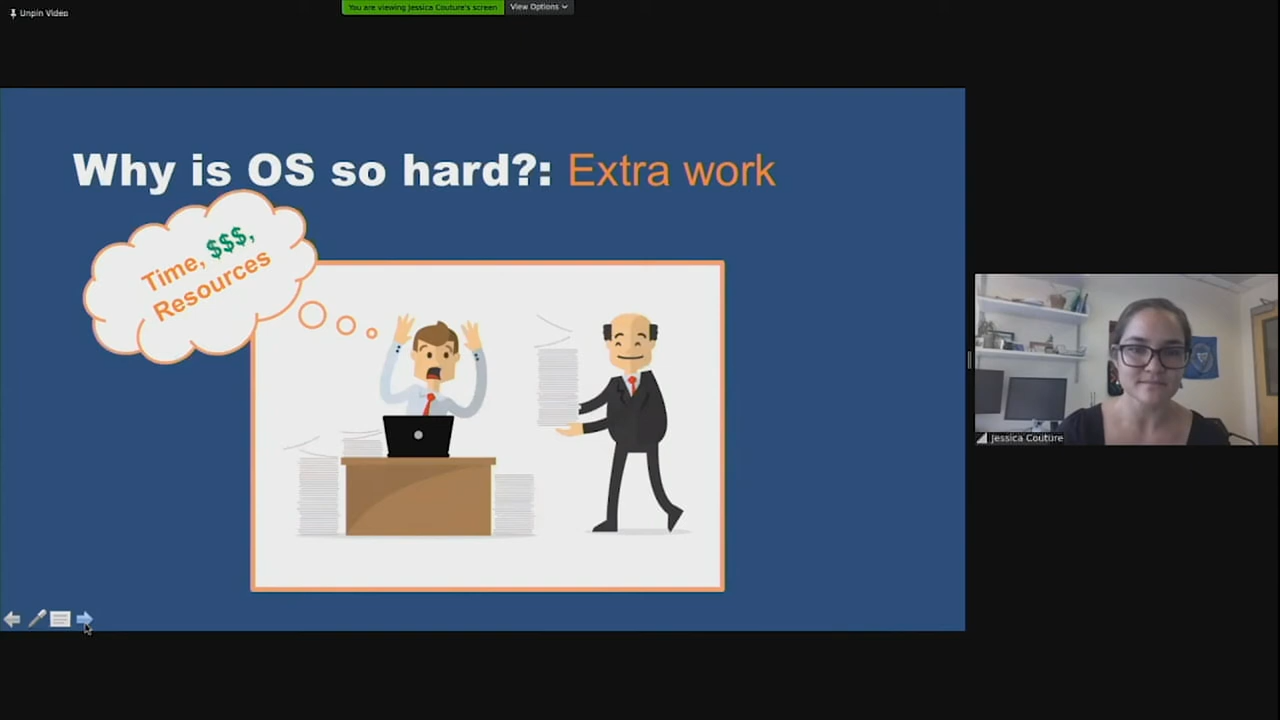 Unpin Video
You are viewing Jessica Couture's screen
View Options
Why is OS so hard?: Extra work
Time, $$$,
Resources
Jessica Couture